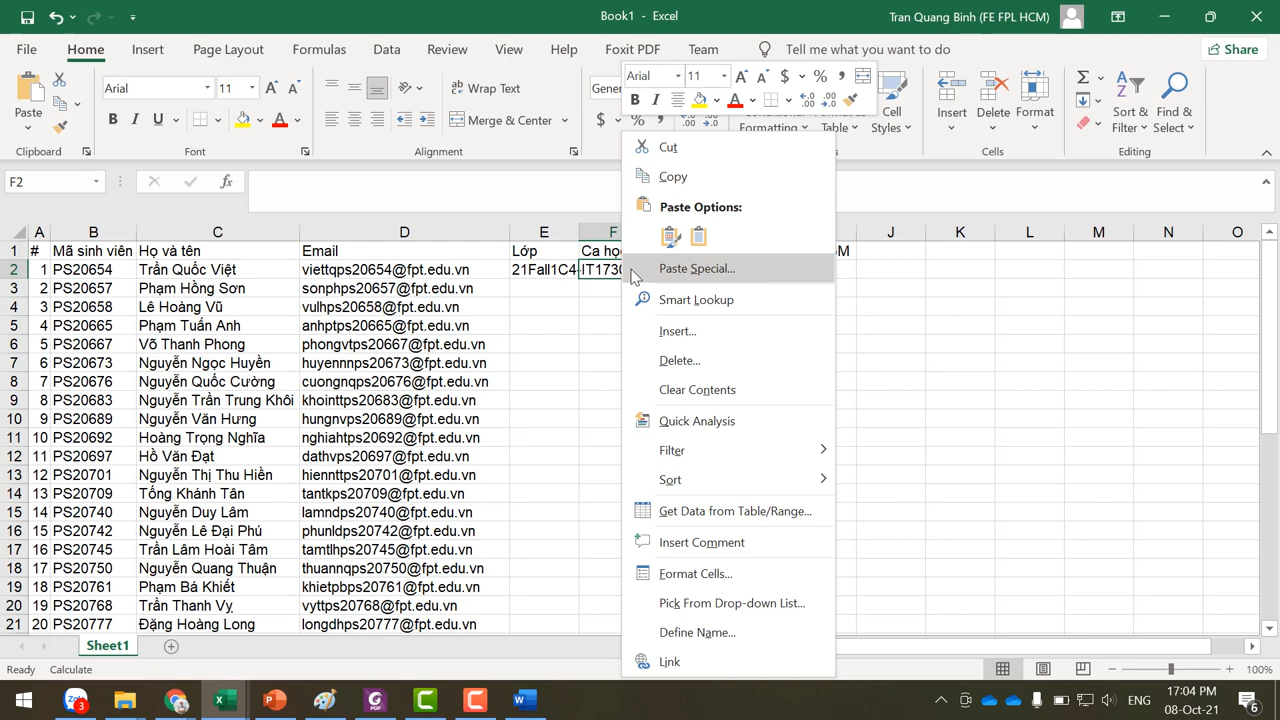 Book1 - Excel
Tran Quang Binh (FE FPL HCM)
File Home Insert Page Layout Formulas Data Review View Help Foxit PDF Team Tell me what you want to do Share
Paste
Clipboard
Arial 11
B I U
Font
Wrap Text
Merge & Center
Alignment
Arial 11 $ %
B I A
Formatting
Table
Cell
Styles
Insert Delete Format
Cells
Sort &
Filter
Find &
Select
Editing
F2
fx
A B C D E F J K L M N O
1 # Mã sinh viên Họ và tên Email Lớp M
2 1 PS20654 Trần Quốc Việt viettqps20654@fpt.edu.vn 21Fall1C4-
3 2 PS20657 Phạm Hồng Sơn sonphps20657@fpt.edu.vn
4 3 PS20658 Lê Hoàng Vũ vulhps20658@fpt.edu.vn
5 4 PS20665 Phạm Tuấn Anh anhptps20665@fpt.edu.vn
6 5 PS20667 Võ Thanh Phong phongvtps20667@fpt.edu.vn
7 6 PS20673 Nguyễn Ngọc Huyền huyennnps20673@fpt.edu.vn
8 7 PS20676 Nguyễn Quốc Cường cuongnqps20676@fpt.edu.vn
9 8 PS20683 Nguyễn Trần Trung Khôi khointtps20683@fpt.edu.vn
10 9 PS20689 Nguyễn Văn Hưng hungnvps20689@fpt.edu.vn
11 10 PS20692 Hoàng Trọng Nghĩa nghiahtps20692@fpt.edu.vn
12 11 PS20697 Hồ Văn Đạt dathvps20697@fpt.edu.vn
13 12 PS20701 Nguyễn Thị Thu Hiền hiennttps20701@fpt.edu.vn
14 13 PS20709 Tống Khánh Tân tantkps20709@fpt.edu.vn
15 14 PS20740 Nguyễn Duy Lâm lamndps20740@fpt.edu.vn
16 15 PS20742 Nguyễn Lê Đại Phú phunldps20742@fpt.edu.vn
17 16 PS20745 Trần Lâm Hoài Tâm tamtlhps20745@fpt.edu.vn
18 17 PS20750 Nguyễn Quang Thuận thuannqps20750@fpt.edu.vn
19 18 PS20761 Phạm Bá Khiết khietpbps20761@fpt.edu.vn
20 19 PS20768 Trần Thanh Vy vyttps20768@fpt.edu.vn
21 20 PS20777 Đặng Hoàng Long longdhps20777@fpt.edu.vn
Cut
Copy
Paste Options:
Paste Special...
Smart Lookup
Insert...
Delete...
Clear Contents
Quick Analysis
Filter
Sort
Get Data from Table/Range...
Insert Comment
Format Cells...
Pick From Drop-down List...
Define Name...
Link
Sheet1
Ready Calculate
100%
Zalo 3
ENG
17:04 PM
08-Oct-21
6